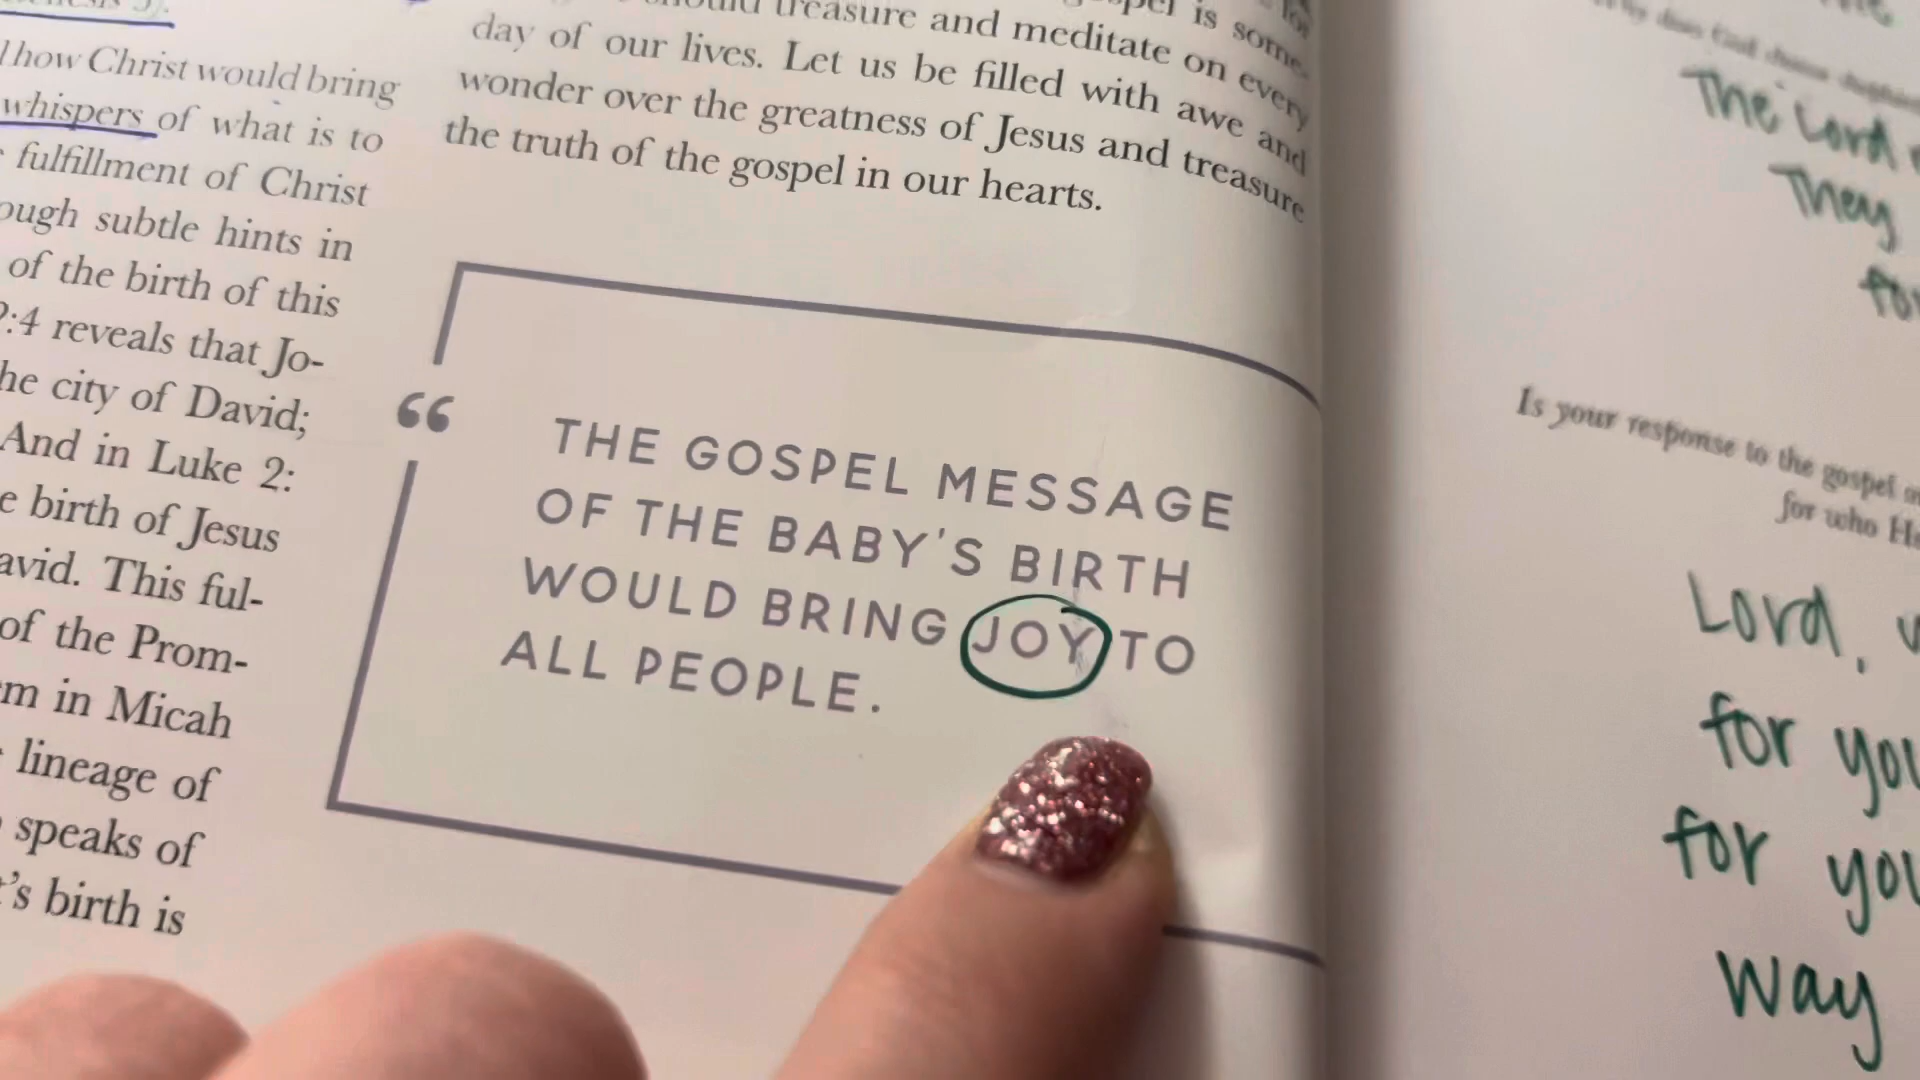 how Christ would bring
whispers of what is to
fulfillment of Christ
ough subtle hints in
of the birth of this
2:4 reveals that Jo-
he city of David;
And in Luke 2:
e birth of Jesus
avid. This ful-
of the Prom-
m in Micah
lineage of
speaks of
's birth is
should treasure and meditate on every
day of our lives. Let us be filled with awe and
wonder over the greatness of Jesus and treasure
the truth of the gospel in our hearts.
“
THE GOSPEL MESSAGE
OF THE BABY'S BIRTH
WOULD BRING JOY TO
ALL PEOPLE.
The Lord
They
for
Is your response to the gospel
for who He
Lord,
for you
for you
way